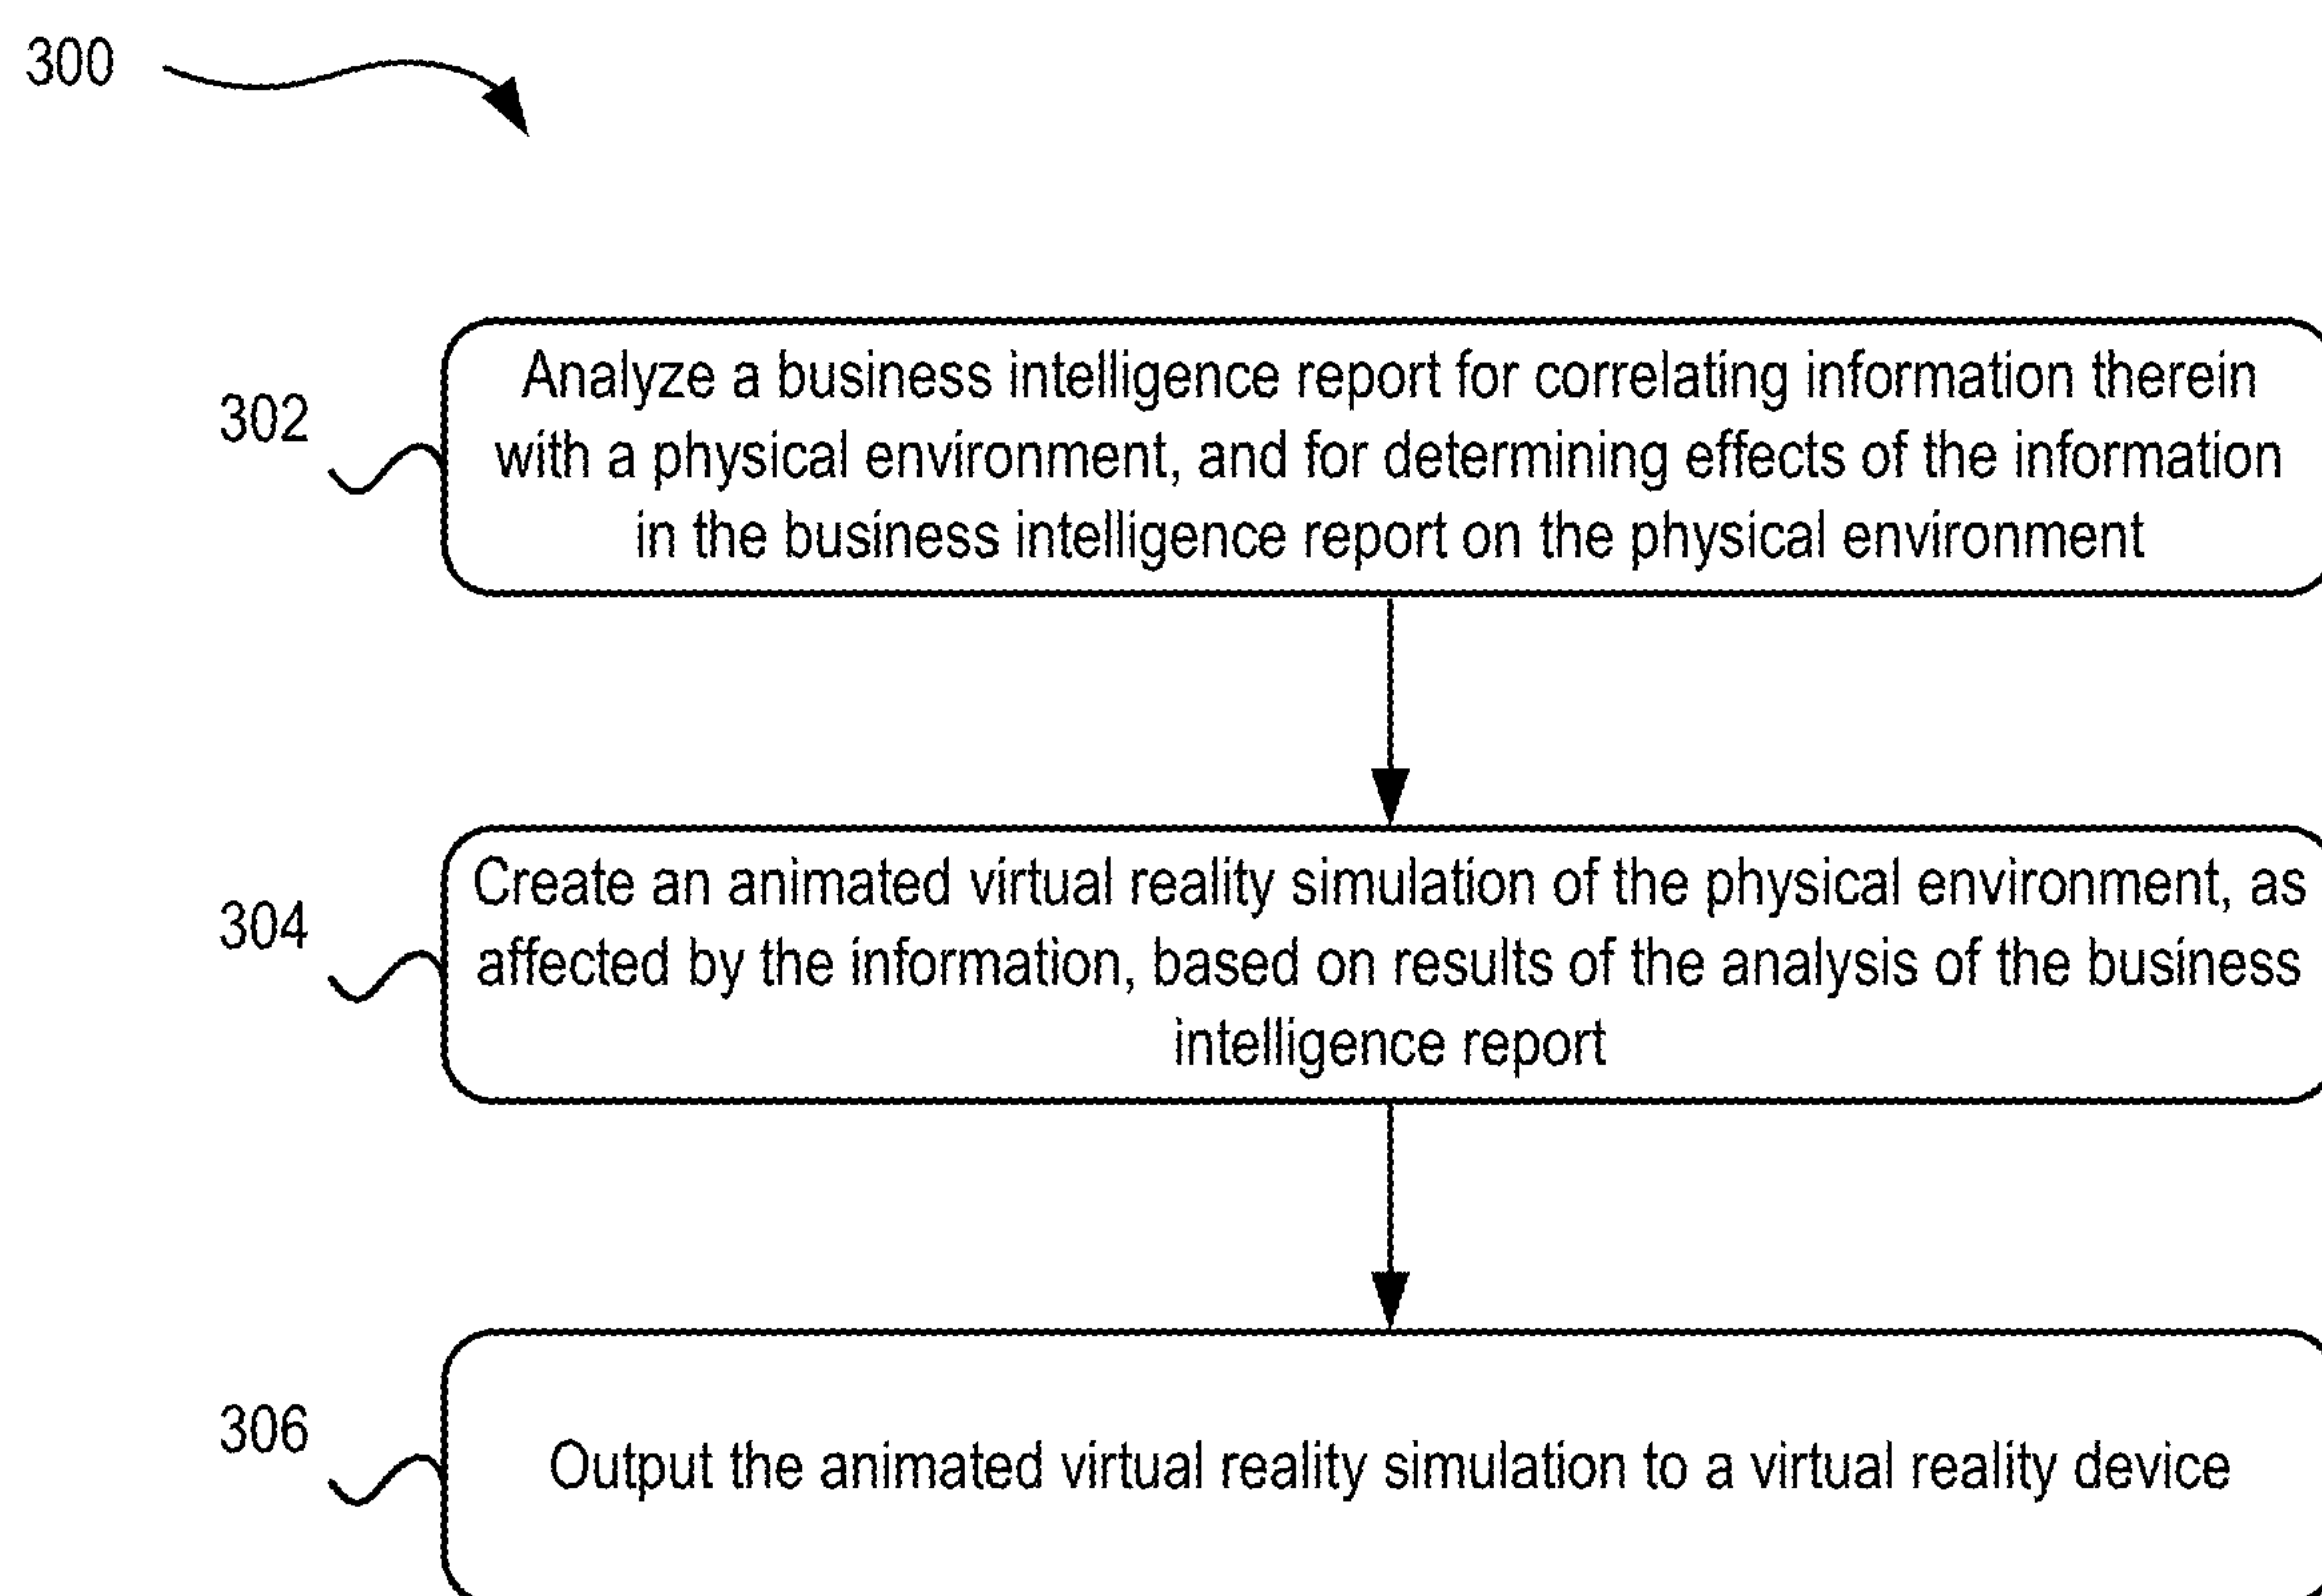 300
302
Analyze a business intelligence report for correlating information therein
with a physical environment, and for determining effects of the information
in the business intelligence report on the physical environment
304
Create an animated virtual reality simulation of the physical environment, as
affected by the information, based on results of the analysis of the business
intelligence report
306
Output the animated virtual reality simulation to a virtual reality device